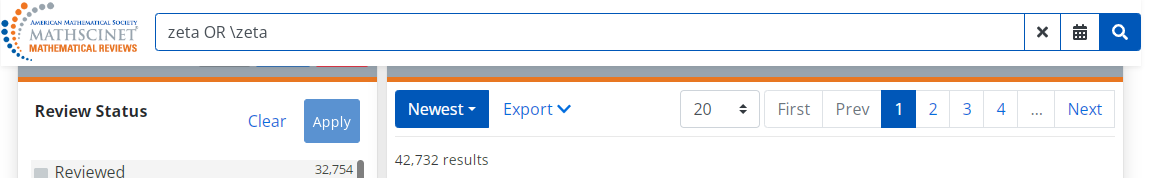 AMERICAN MATHEMATICAL SOCIETY
MATHSCINET
MATHEMATICAL REVIEWS
zeta OR \zeta
Review Status
Clear
Apply
Reviewed 32,754
Newest
Export
20
First Prev 1 2 3 4 ... Next
42,732 results